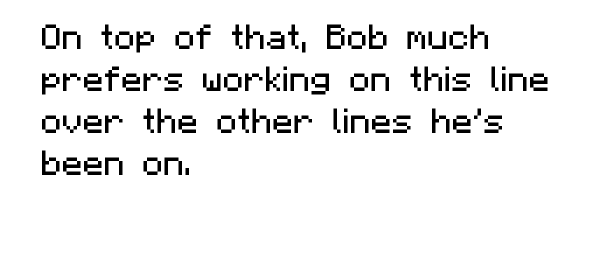 On top of that, Bob much
prefers working on this line
over the other lines he's
been on.